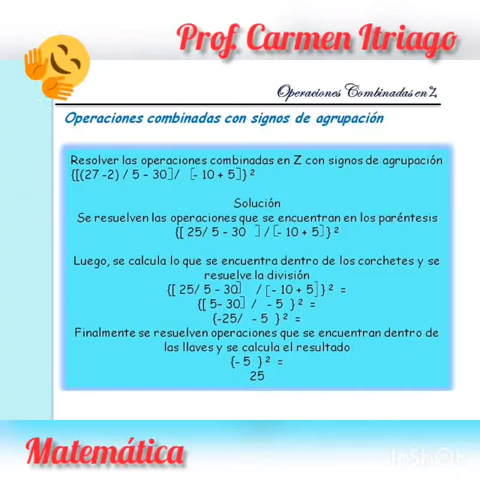 Prof. Carmen Itriago
Operaciones Combinadas en Z
Operaciones combinadas con signos de agrupación
Resolver las operaciones combinadas en Z con signos de agrupación
{[(27 -2) / 5 - 30]/ [- 10 + 5]} ²
Solución
Se resuelven las operaciones que se encuentran en los paréntesis
{[ 25/ 5 - 30 ] / [- 10 + 5] } ²
Luego, se calcula lo que se encuentra dentro de los corchetes y se
resuelve la división
{[ 25/ 5 - 30] / [- 10 + 5] } ² =
{[ 5- 30] / - 5 } ² =
{-25/ - 5 } ² =
Finalmente se resuelven operaciones que se encuentran dentro de
las llaves y se calcula el resultado
{- 5 } ² =
25
Matemática
InShOt